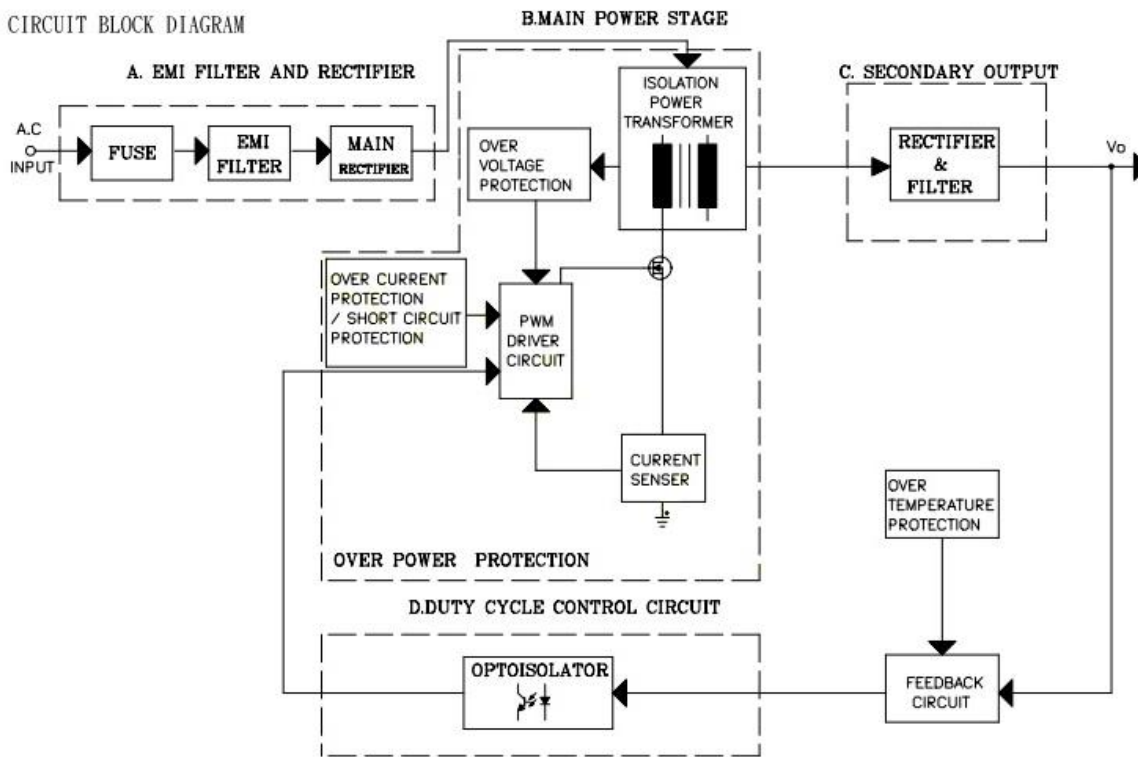 CIRCUIT BLOCK DIAGRAM
B.MAIN POWER STAGE
A. EMI FILTER AND RECTIFIER
C. SECONDARY OUTPUT
A.C
INPUT
FUSE
EMI
FILTER
MAIN
RECTIFIER
OVER
VOLTAGE
PROTECTION
ISOLATION
POWER
TRANSFORMER
RECTIFIER
&
FILTER
Vo
OVER CURRENT
PROTECTION
/ SHORT CIRCUIT
PROTECTION
PWM
DRIVER
CIRCUIT
CURRENT
SENSER
OVER
TEMPERATURE
PROTECTION
OVER POWER PROTECTION
D.DUTY CYCLE CONTROL CIRCUIT
OPTOISOLATOR
FEEDBACK
CIRCUIT